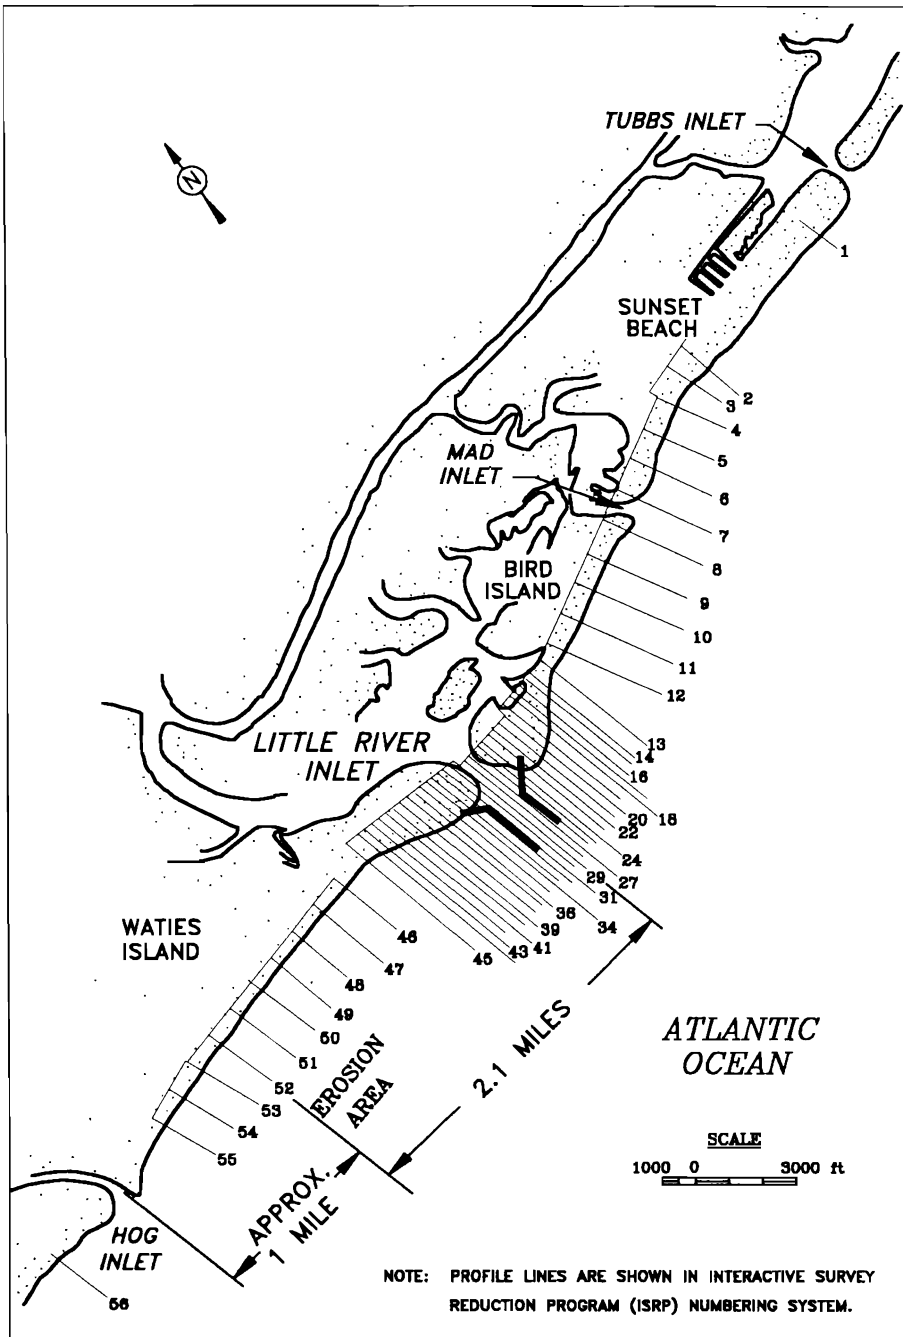 TUBBS INLET
N
1
SUNSET
BEACH
2
3
4
5
6
7
MAD
INLET
8
BIRD
ISLAND
9
10
11
12
13
14
16
18
20
22
24
27
29
31
34
LITTLE RIVER
INLET
38
39
41
43
45
46
47
48
49
50
51
52
53
54
55
WATIES
ISLAND
EROSION
AREA
2.1 MILES
ATLANTIC
OCEAN
SCALE
1000 0 3000 ft
APPROX.
1 MILE
HOG
INLET
56
NOTE: PROFILE LINES ARE SHOWN IN INTERACTIVE SURVEY
REDUCTION PROGRAM (ISRP) NUMBERING SYSTEM.